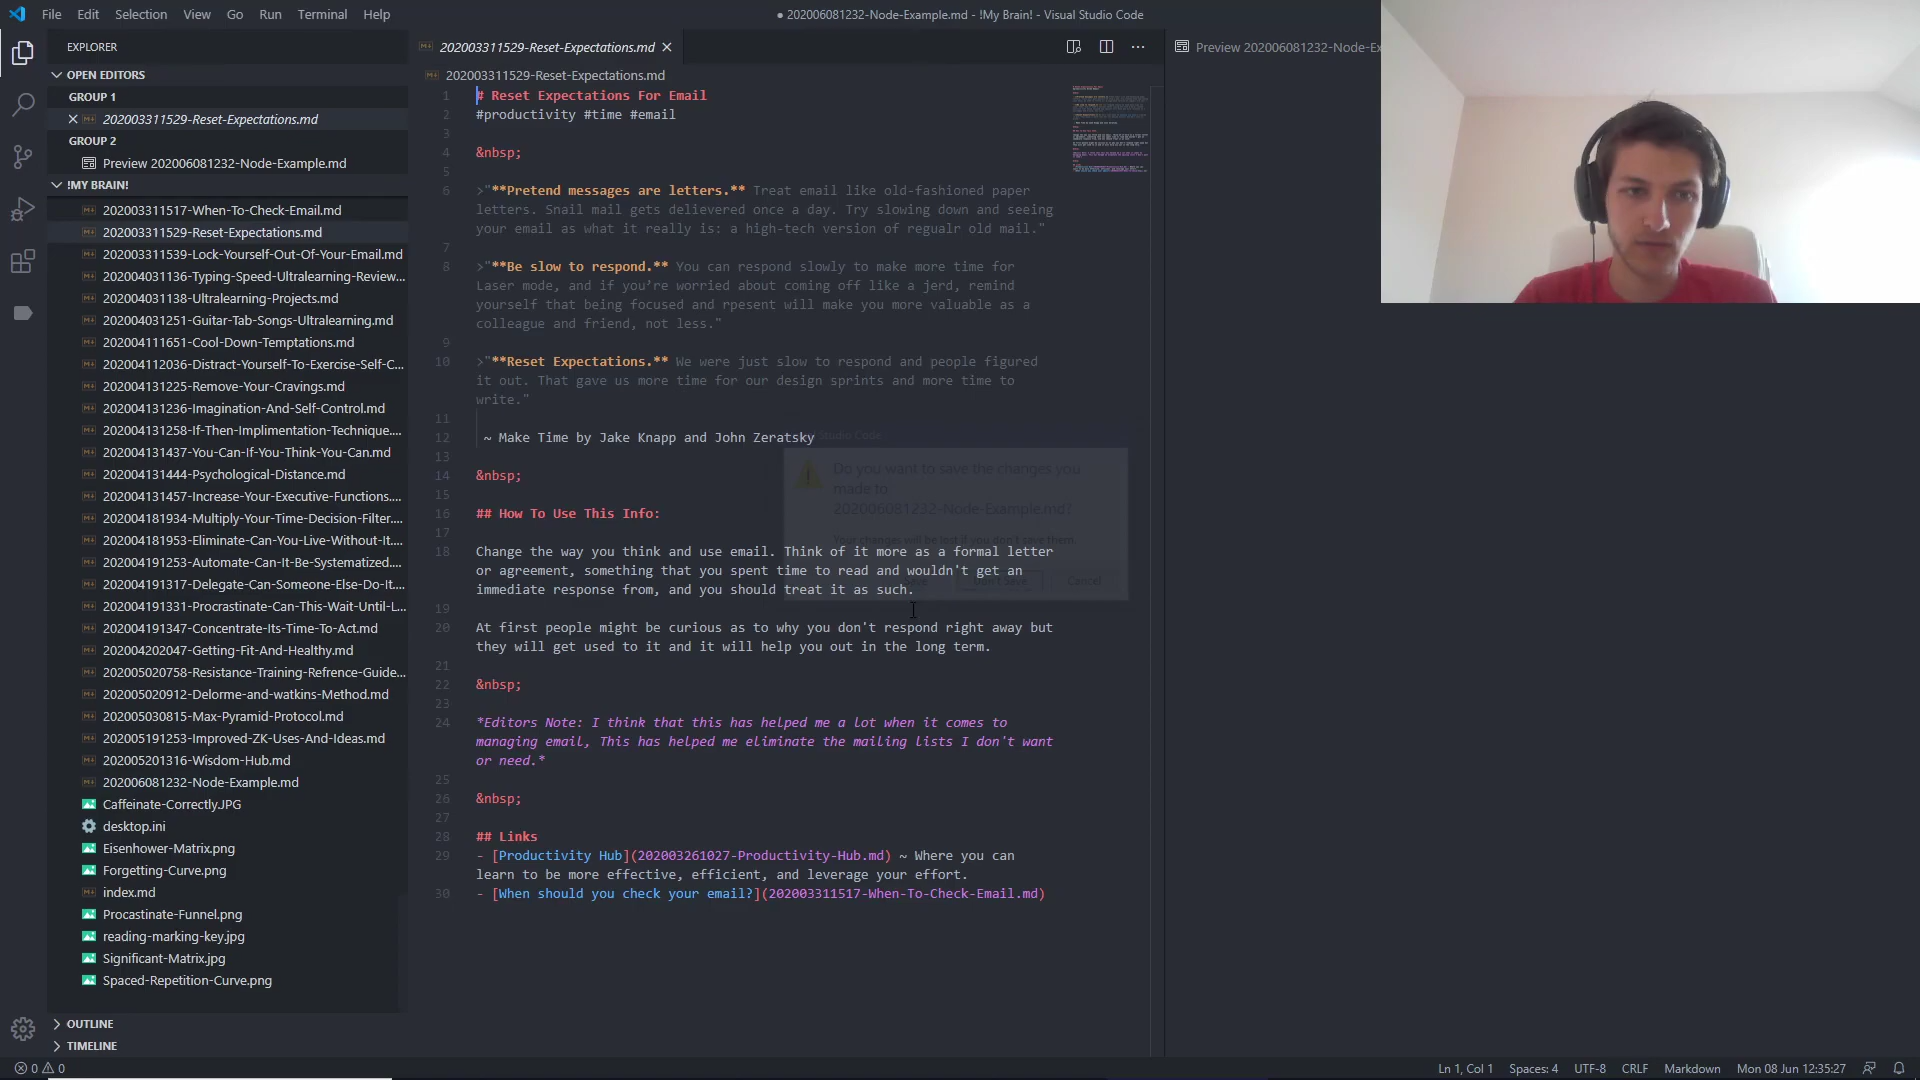 File Edit Selection View Go Run Terminal Help
● 202006081232-Node-Example.md - !My Brain! - Visual Studio Code
EXPLORER
OPEN EDITORS
GROUP 1
202003311529-Reset-Expectations.md
GROUP 2
Preview 202006081232-Node-Example.md
!MY BRAIN!
202003311517-When-To-Check-Email.md
202003311529-Reset-Expectations.md
202003311539-Lock-Yourself-Out-Of-Your-Email.md
202004031136-Typing-Speed-Ultralearning-Review...
202004031138-Ultralearning-Projects.md
202004031251-Guitar-Tab-Songs-Ultralearning.md
202004111651-Cool-Down-Temptations.md
202004112036-Distract-Yourself-To-Exercise-Self-C...
202004131225-Remove-Your-Cravings.md
202004131236-Imagination-And-Self-Control.md
202004131258-If-Then-Implimentation-Technique....
202004131437-You-Can-If-You-Think-You-Can.md
202004131444-Psychological-Distance.md
202004131457-Increase-Your-Executive-Functions....
202004181934-Multiply-Your-Time-Decision-Filter....
202004181953-Eliminate-Can-You-Live-Without-It....
202004191253-Automate-Can-It-Be-Systematized....
202004191317-Delegate-Can-Someone-Else-Do-It....
202004191331-Procrastinate-Can-This-Wait-Until-L...
202004191347-Concentrate-Its-Time-To-Act.md
202004202047-Getting-Fit-And-Healthy.md
202005020758-Resistance-Training-Refrence-Guide...
202005020912-Delorme-and-watkins-Method.md
202005030815-Max-Pyramid-Protocol.md
202005191253-Improved-ZK-Uses-And-Ideas.md
202005201316-Wisdom-Hub.md
202006081232-Node-Example.md
Caffeinate-Correctly.JPG
desktop.ini
Eisenhower-Matrix.png
Forgetting-Curve.png
index.md
Procastinate-Funnel.png
reading-marking-key.jpg
Significant-Matrix.jpg
Spaced-Repetition-Curve.png
OUTLINE
TIMELINE
202003311529-Reset-Expectations.md
202003311529-Reset-Expectations.md
1 # Reset Expectations For Email
2 #productivity #time #email
3
4 &nbsp;
5
6 >"**Pretend messages are letters.** Treat email like old-fashioned paper
letters. Snail mail gets delievered once a day. Try slowing down and seeing
your email as what it really is: a high-tech version of regualr old mail."
7
8 >"**Be slow to respond.** You can respond slowly to make more time for
Laser mode, and if you're worried about coming off like a jerd, remind
yourself that being focused and rpesent will make you more valuable as a
colleague and friend, not less."
9
10 >"**Reset Expectations.** We were just slow to respond and people figured
it out. That gave us more time for our design sprints and more time to
write."
11
12 ~ Make Time by Jake Knapp and John Zeratsky
13
14 &nbsp;
15
16 ## How To Use This Info:
17
18 Change the way you think and use email. Think of it more as a formal letter
or agreement, something that you spent time to read and wouldn't get an
immediate response from, and you should treat it as such.
19
20 At first people might be curious as to why you don't respond right away but
they will get used to it and it will help you out in the long term.
21
22 &nbsp;
23
24 *Editors Note: I think that this has helped me a lot when it comes to
managing email, This has helped me eliminate the mailing lists I don't want
or need.*
25
26 &nbsp;
27
28 ## Links
29 - [Productivity Hub](202003261027-Productivity-Hub.md) ~ Where you can
learn to be more effective, efficient, and leverage your effort.
30 - [When should you check your email?](202003311517-When-To-Check-Email.md)
Studio Code
Do you want to save the changes you
made to
202006081232-Node-Example.md?
Your changes will be lost if you don't save them.
Save Don't Save Cancel
Preview 202006081232-Node-Ex
0 0
Ln 1, Col 1 Spaces: 4 UTF-8 CRLF Markdown Mon 08 Jun 12:35:27